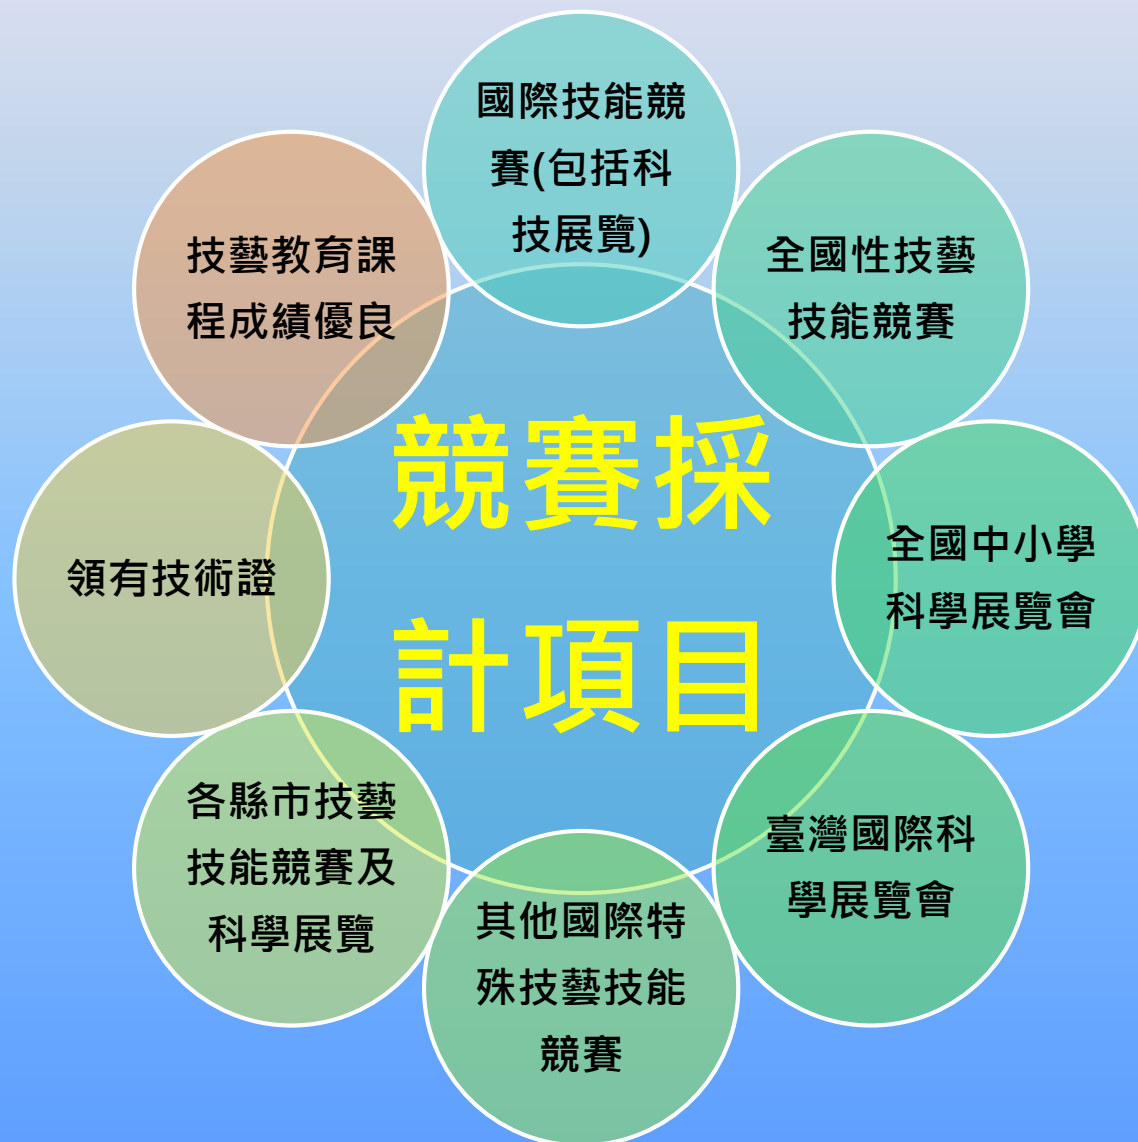 國際技能競
賽(包括科
技展覽)
全國性技藝
技能競賽
全國中小學
科學展覽會
臺灣國際科
學展覽會
其他國際特
殊技藝技能
競賽
各縣市技藝
技能競賽及
科學展覽
領有技術證
技藝教育課
程成績優良
競賽採
計項目